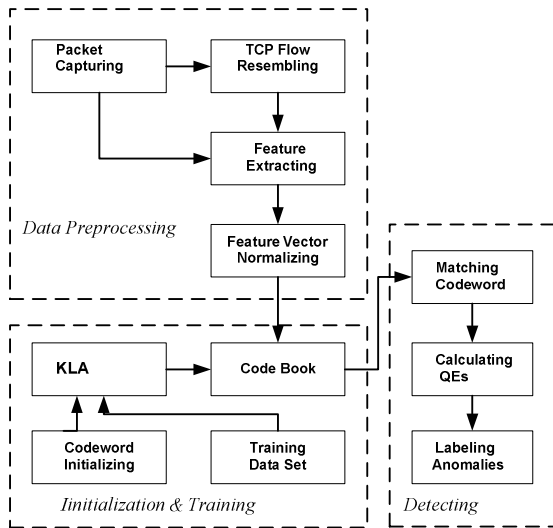 Packet
Capturing
TCP Flow
Resembling
Feature
Extracting
Data Preprocessing
Feature Vector
Normalizing
Matching
Codeword
KLA
Code Book
Calculating
QEs
Codeword
Initializing
Training
Data Set
Labeling
Anomalies
Iinitialization & Training
Detecting